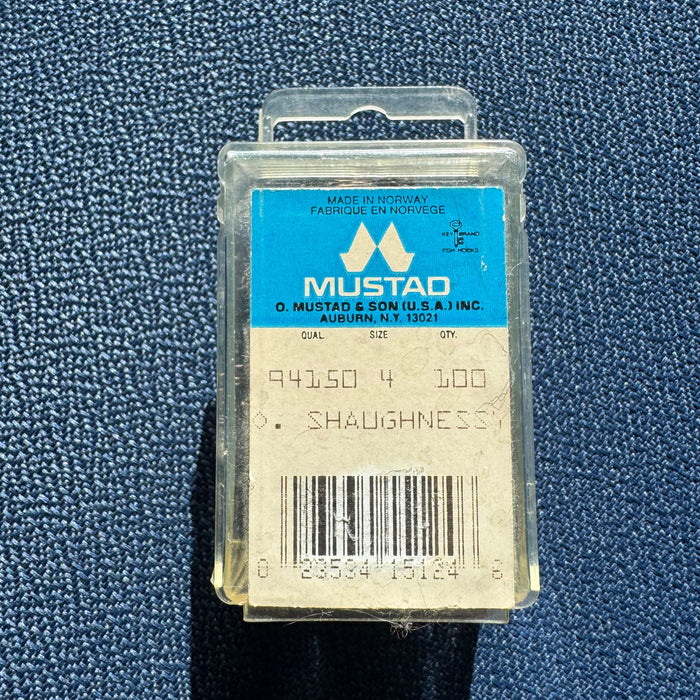 MADE IN NORWAY
FABRIQUE EN NORVEGE
KEY BRAND
FISH HOOKS
MUSTAD
O. MUSTAD & SON (U.S.A.) INC.
AUBURN, N.Y. 13021
QUAL. SIZE QTY.
94150 4 100
O. SHAUGHNESSY
0 23534 15124 6